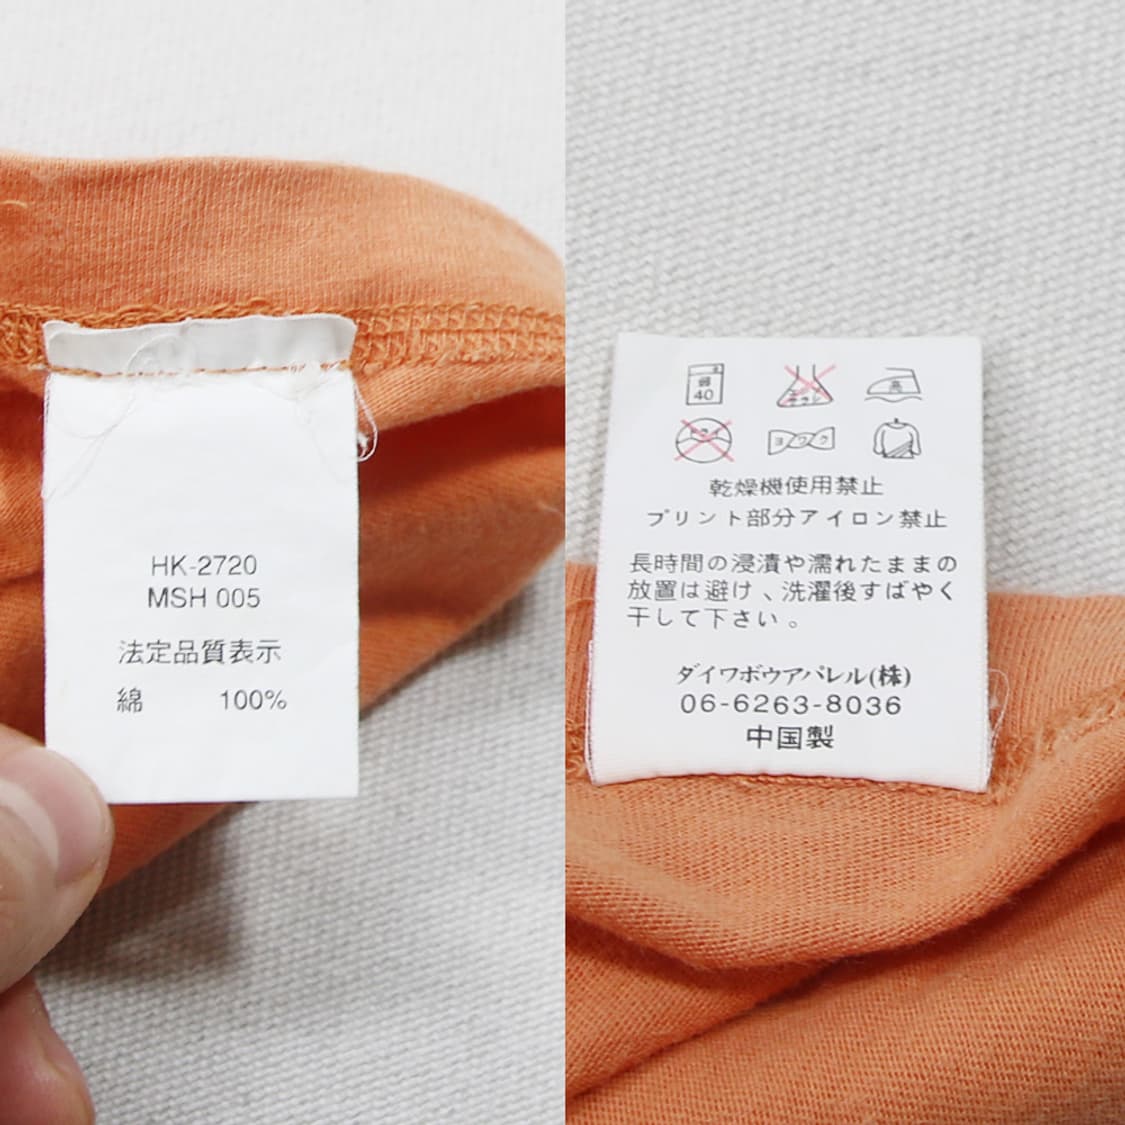 HK-2720
MSH 005
法定品質表示
綿 100%
40
高
ヨワク
乾燥機使用禁止
プリント部分アイロン禁止
長時間の浸漬や濡れたままの
放置は避け、洗濯後すばやく
干して下さい。
ダイワボウアパレル(株)
06-6263-8036
中国製